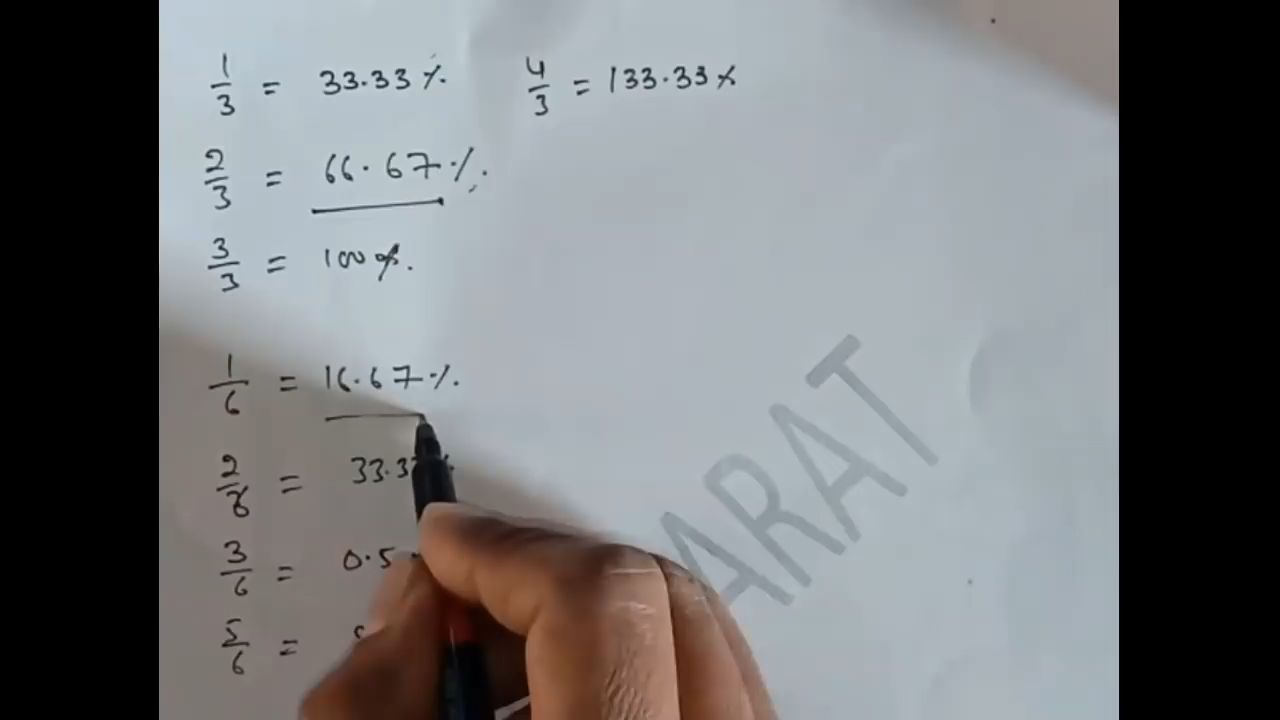 1/3 = 33.33 %
4/3 = 133.33 %
2/3 = 66.67 %.
3/3 = 100 %.
1/6 = 16.67 %.
2/6 = 33.3
3/6 = 0.5
5/6 =
ARAT